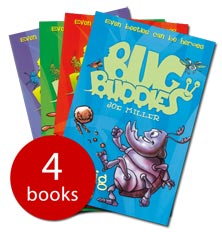 even beetles can be heroes
BUG
BUDDIES
JOE MILLER
4
books